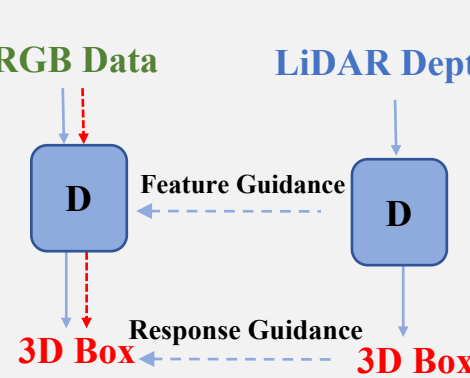 RGB Data
LiDAR Dept
D
Feature Guidance
D
Response Guidance
3D Box
3D Box